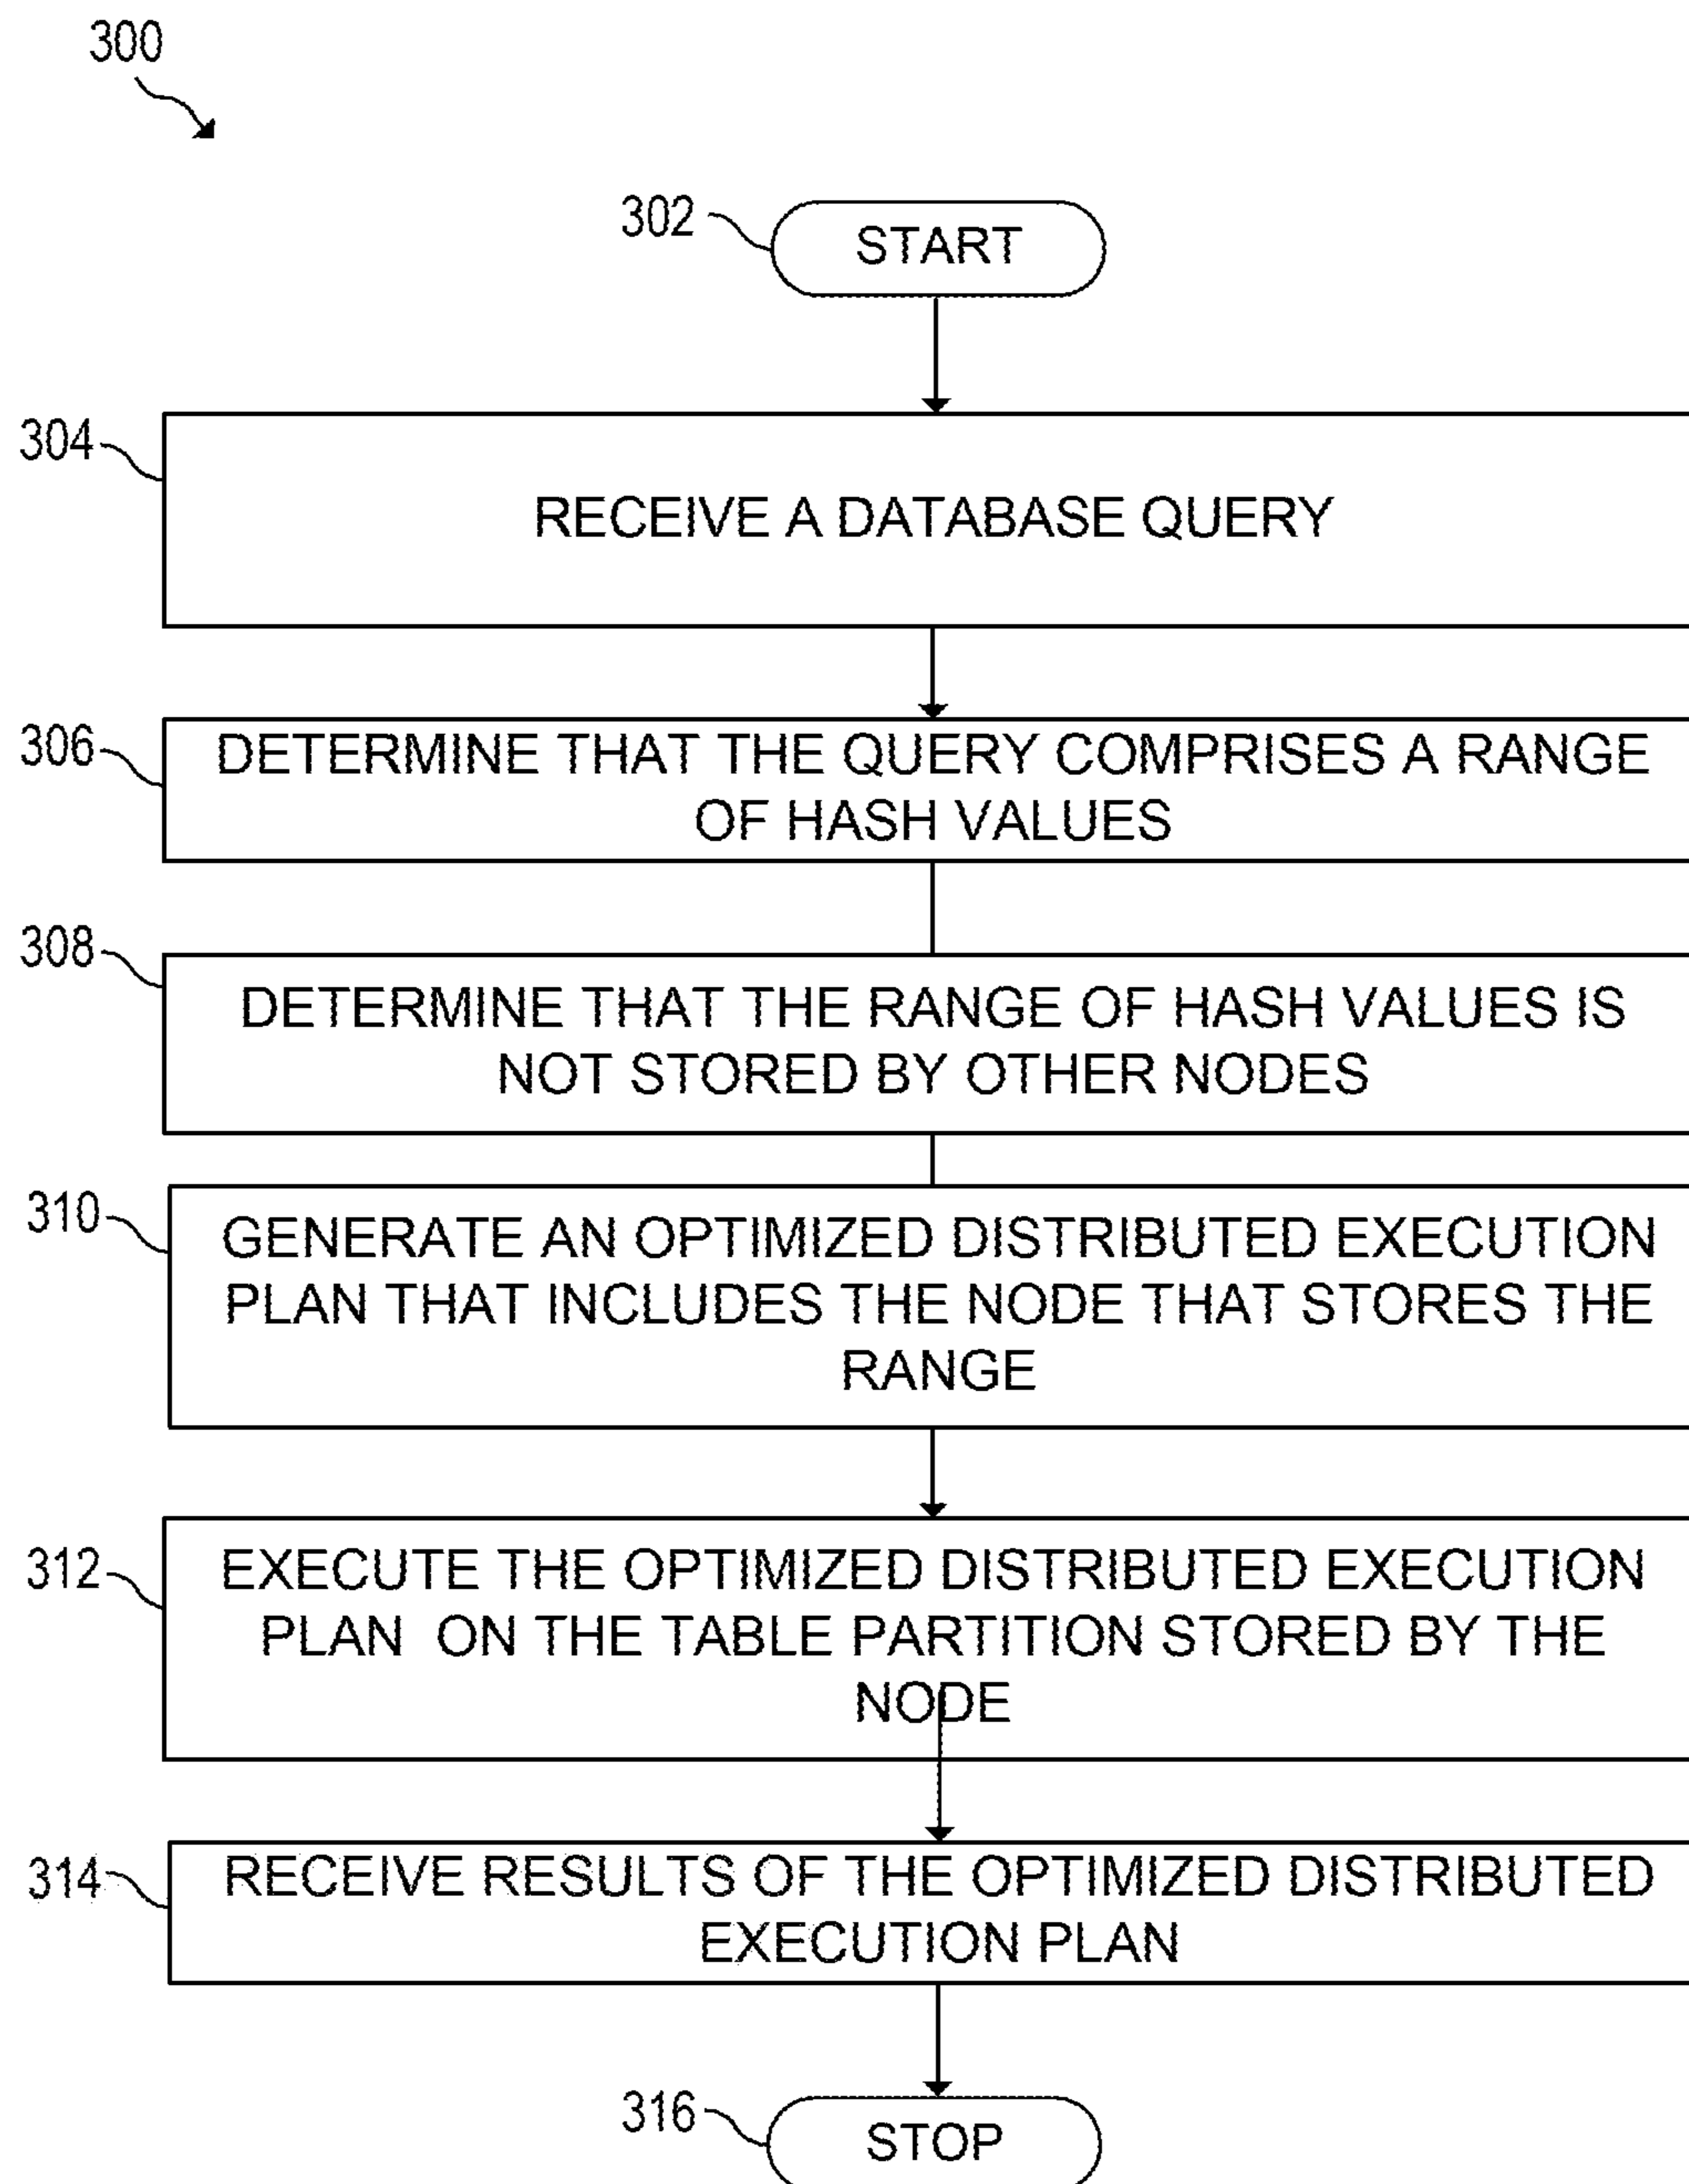 300
302
START
304
RECEIVE A DATABASE QUERY
306
DETERMINE THAT THE QUERY COMPRISES A RANGE
OF HASH VALUES
308
DETERMINE THAT THE RANGE OF HASH VALUES IS
NOT STORED BY OTHER NODES
310
GENERATE AN OPTIMIZED DISTRIBUTED EXECUTION
PLAN THAT INCLUDES THE NODE THAT STORES THE
RANGE
312
EXECUTE THE OPTIMIZED DISTRIBUTED EXECUTION
PLAN ON THE TABLE PARTITION STORED BY THE
NODE
314
RECEIVE RESULTS OF THE OPTIMIZED DISTRIBUTED
EXECUTION PLAN
316
STOP